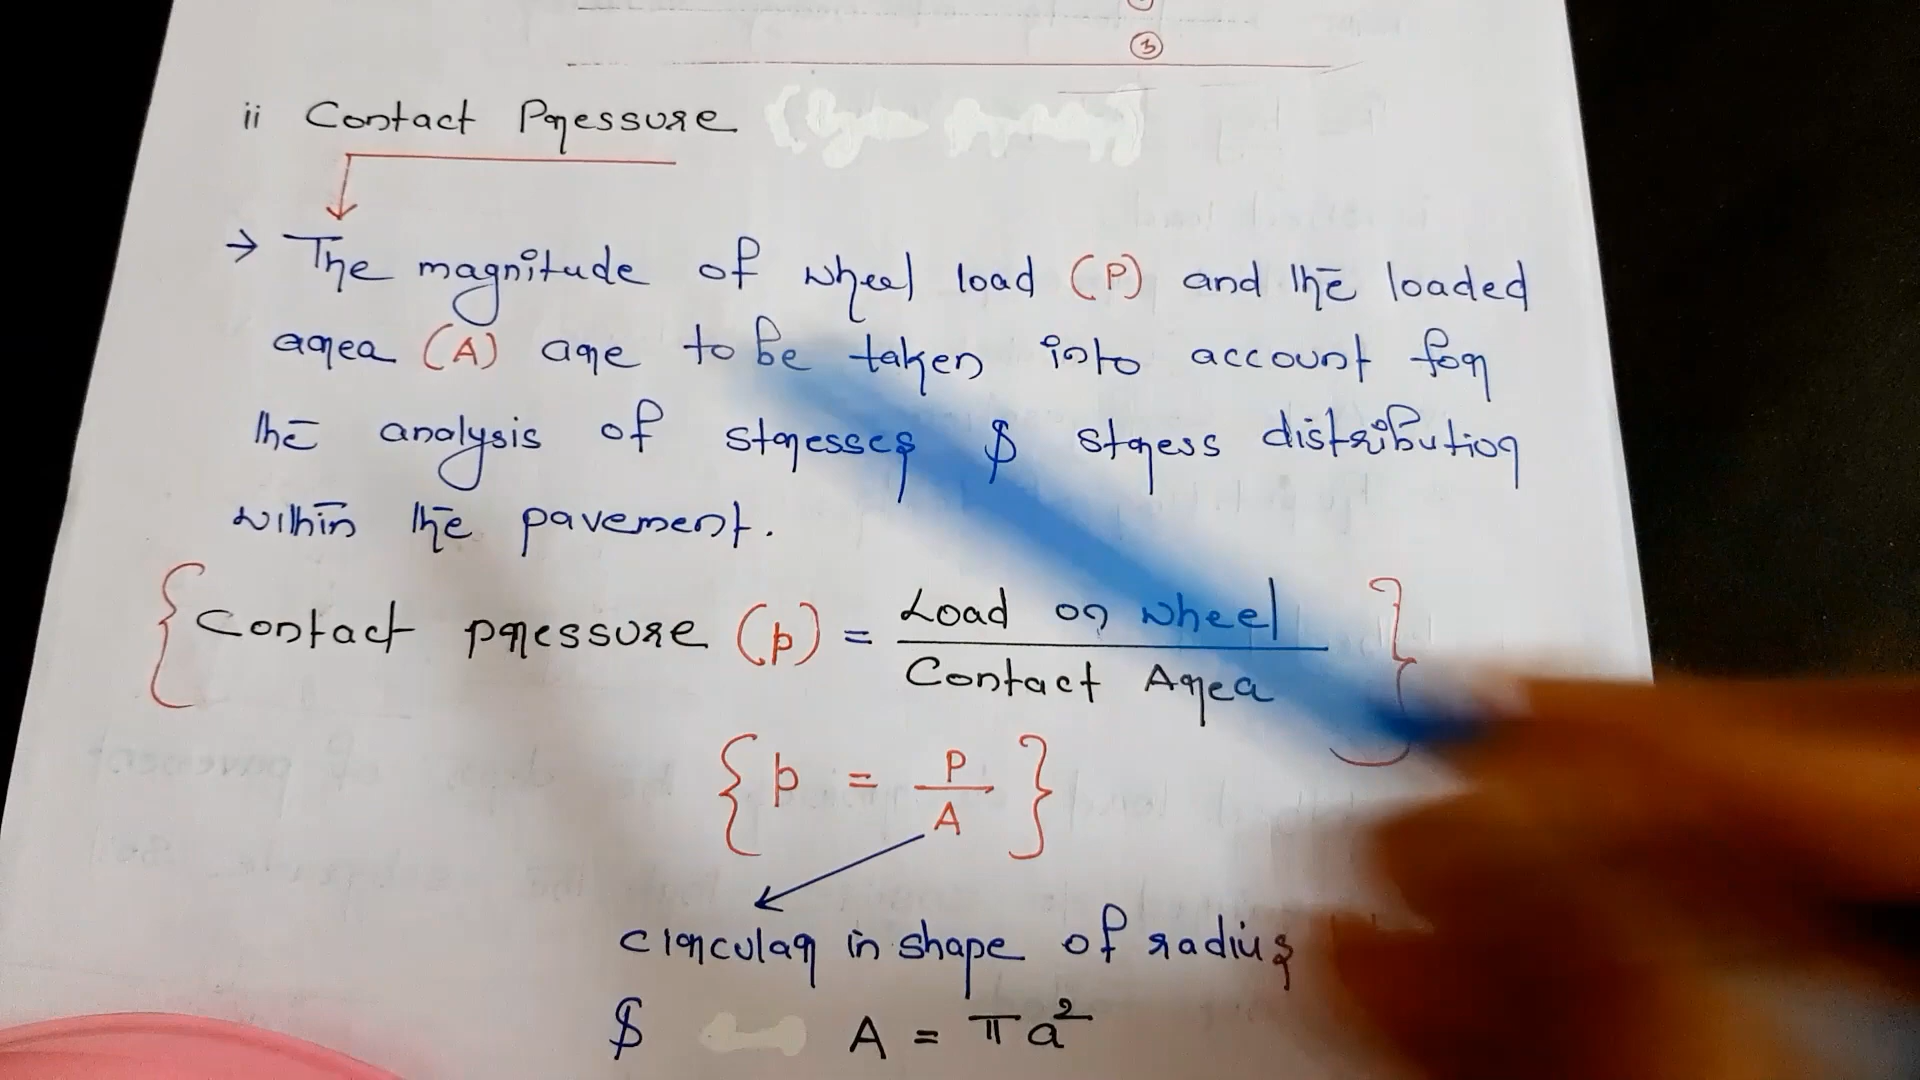 3
ii Contact Pressure
→ The magnitude of wheel load (P) and the loaded
area (A) are to be taken into account for
the analysis of stresses $ stress distribution
within the pavement.
{Contact pressure (p) = Load on wheel / Contact Area}
{p = P / A}
circular in shape of radius
$ A = πa²